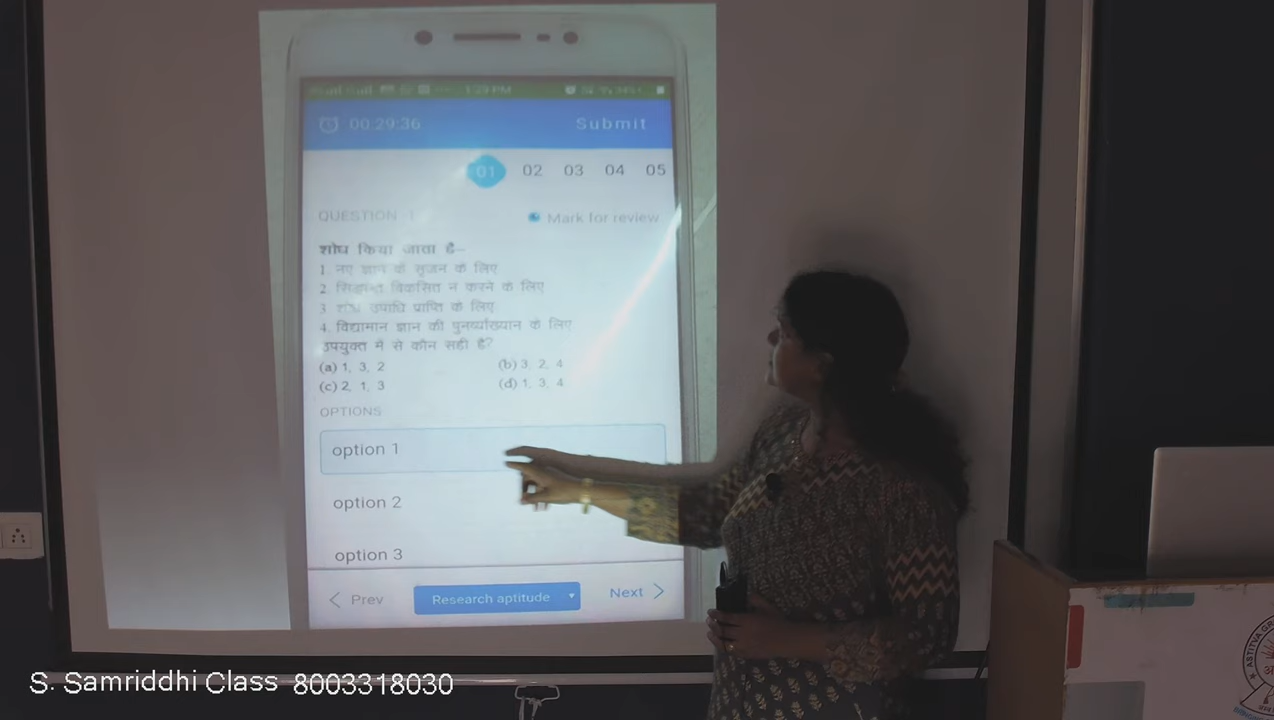 00:29:36 Submit
01 02 03 04 05
QUESTION 1 Mark for review
शोध किया जाता है—
1. नए ज्ञान के सृजन के लिए
2. सिद्धान्त विकसित न करने के लिए
3. शोध उपाधि प्राप्ति के लिए
4. विद्यामान ज्ञान की पुनर्व्याख्यान के लिए
उपयुक्त में से कौन सही है?
(a) 1, 3, 2 (b) 3, 2, 4
(c) 2, 1, 3 (d) 1, 3, 4
OPTIONS
option 1
option 2
option 3
Prev Research aptitude Next
ASTITVA
S. Samriddhi Class 8003318030